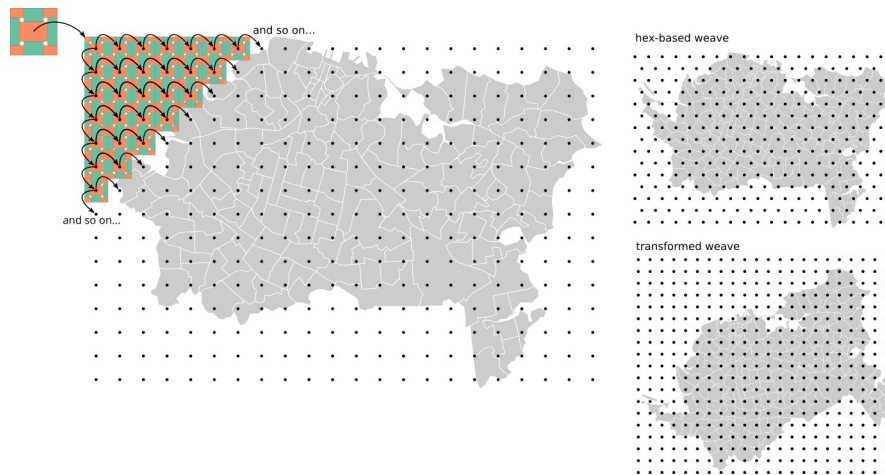 and so on...
and so on...
hex-based weave
transformed weave